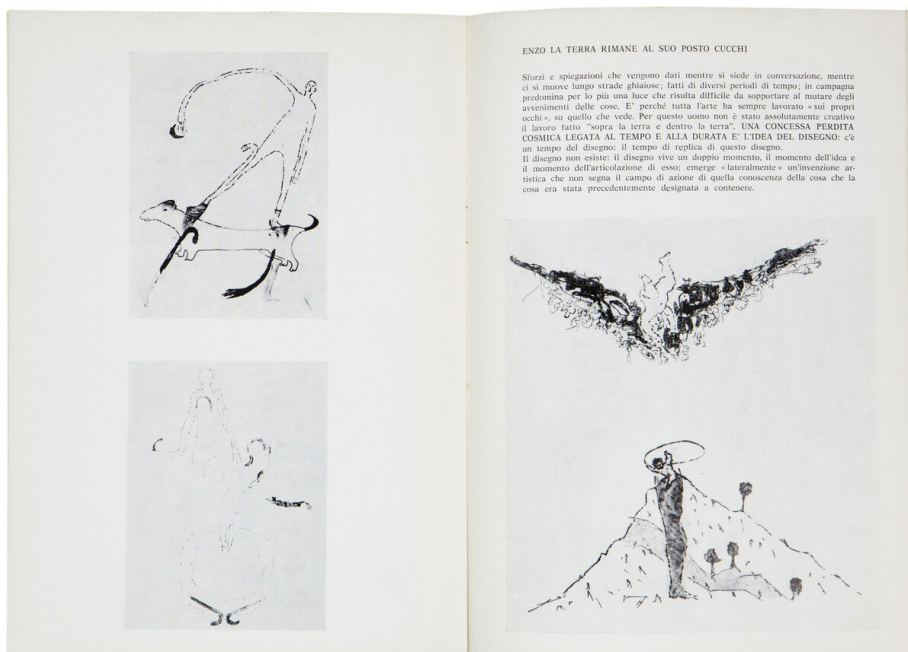 ENZO LA TERRA RIMANE AL SUO POSTO CUCCHI
Sforzi e spiegazioni che vengono dati mentre si siede in conversazione, mentre
ci si muove lungo strade ghiaiose; fatti di diversi periodi di tempo; in campagna
predomina per lo più una luce che risulta difficile da sopportare al mutare degli
avvenimenti delle cose. E' perché tutta l'arte ha sempre lavorato «sui propri
occhi», su quello che vede. Per questo uomo non è stato assolutamente creativo
il lavoro fatto "sopra la terra e dentro la terra". UNA CONCESSA PERDITA
COSMICA LEGATA AL TEMPO E ALLA DURATA E' L'IDEA DEL DISEGNO: c'è
un tempo del disegno: il tempo di replica di questo disegno.
Il disegno non esiste: il disegno vive un doppio momento, il momento dell'idea e
il momento dell'articolazione di esso; emerge «lateralmente» un'invenzione ar-
tistica che non segna il campo di azione di quella conoscenza della cosa che la
cosa era stata precedentemente designata a contenere.